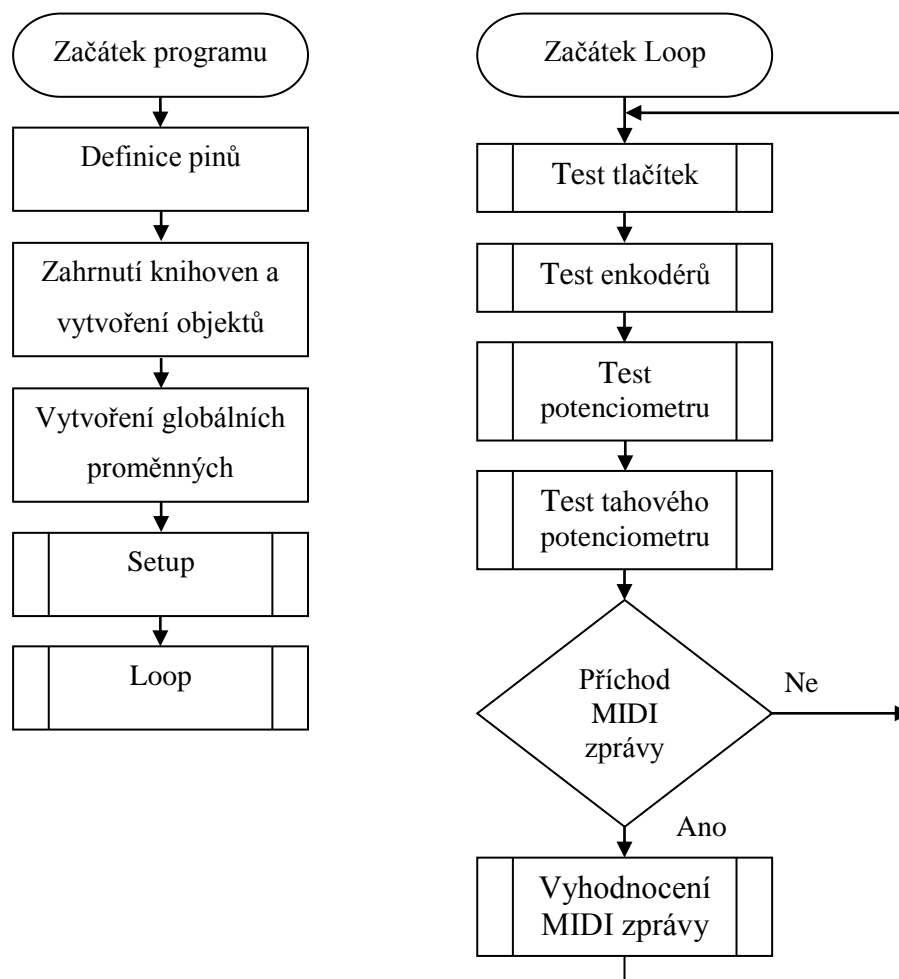 Začátek programu
Definice pinů
Zahrnutí knihoven a
vytvoření objektů
Vytvoření globálních
proměnných
Setup
Loop
Začátek Loop
Test tlačítek
Test enkodérů
Test
potenciometru
Test tahového
potenciometru
Příchod
MIDI
zprávy
Ne
Ano
Vyhodnocení
MIDI zprávy